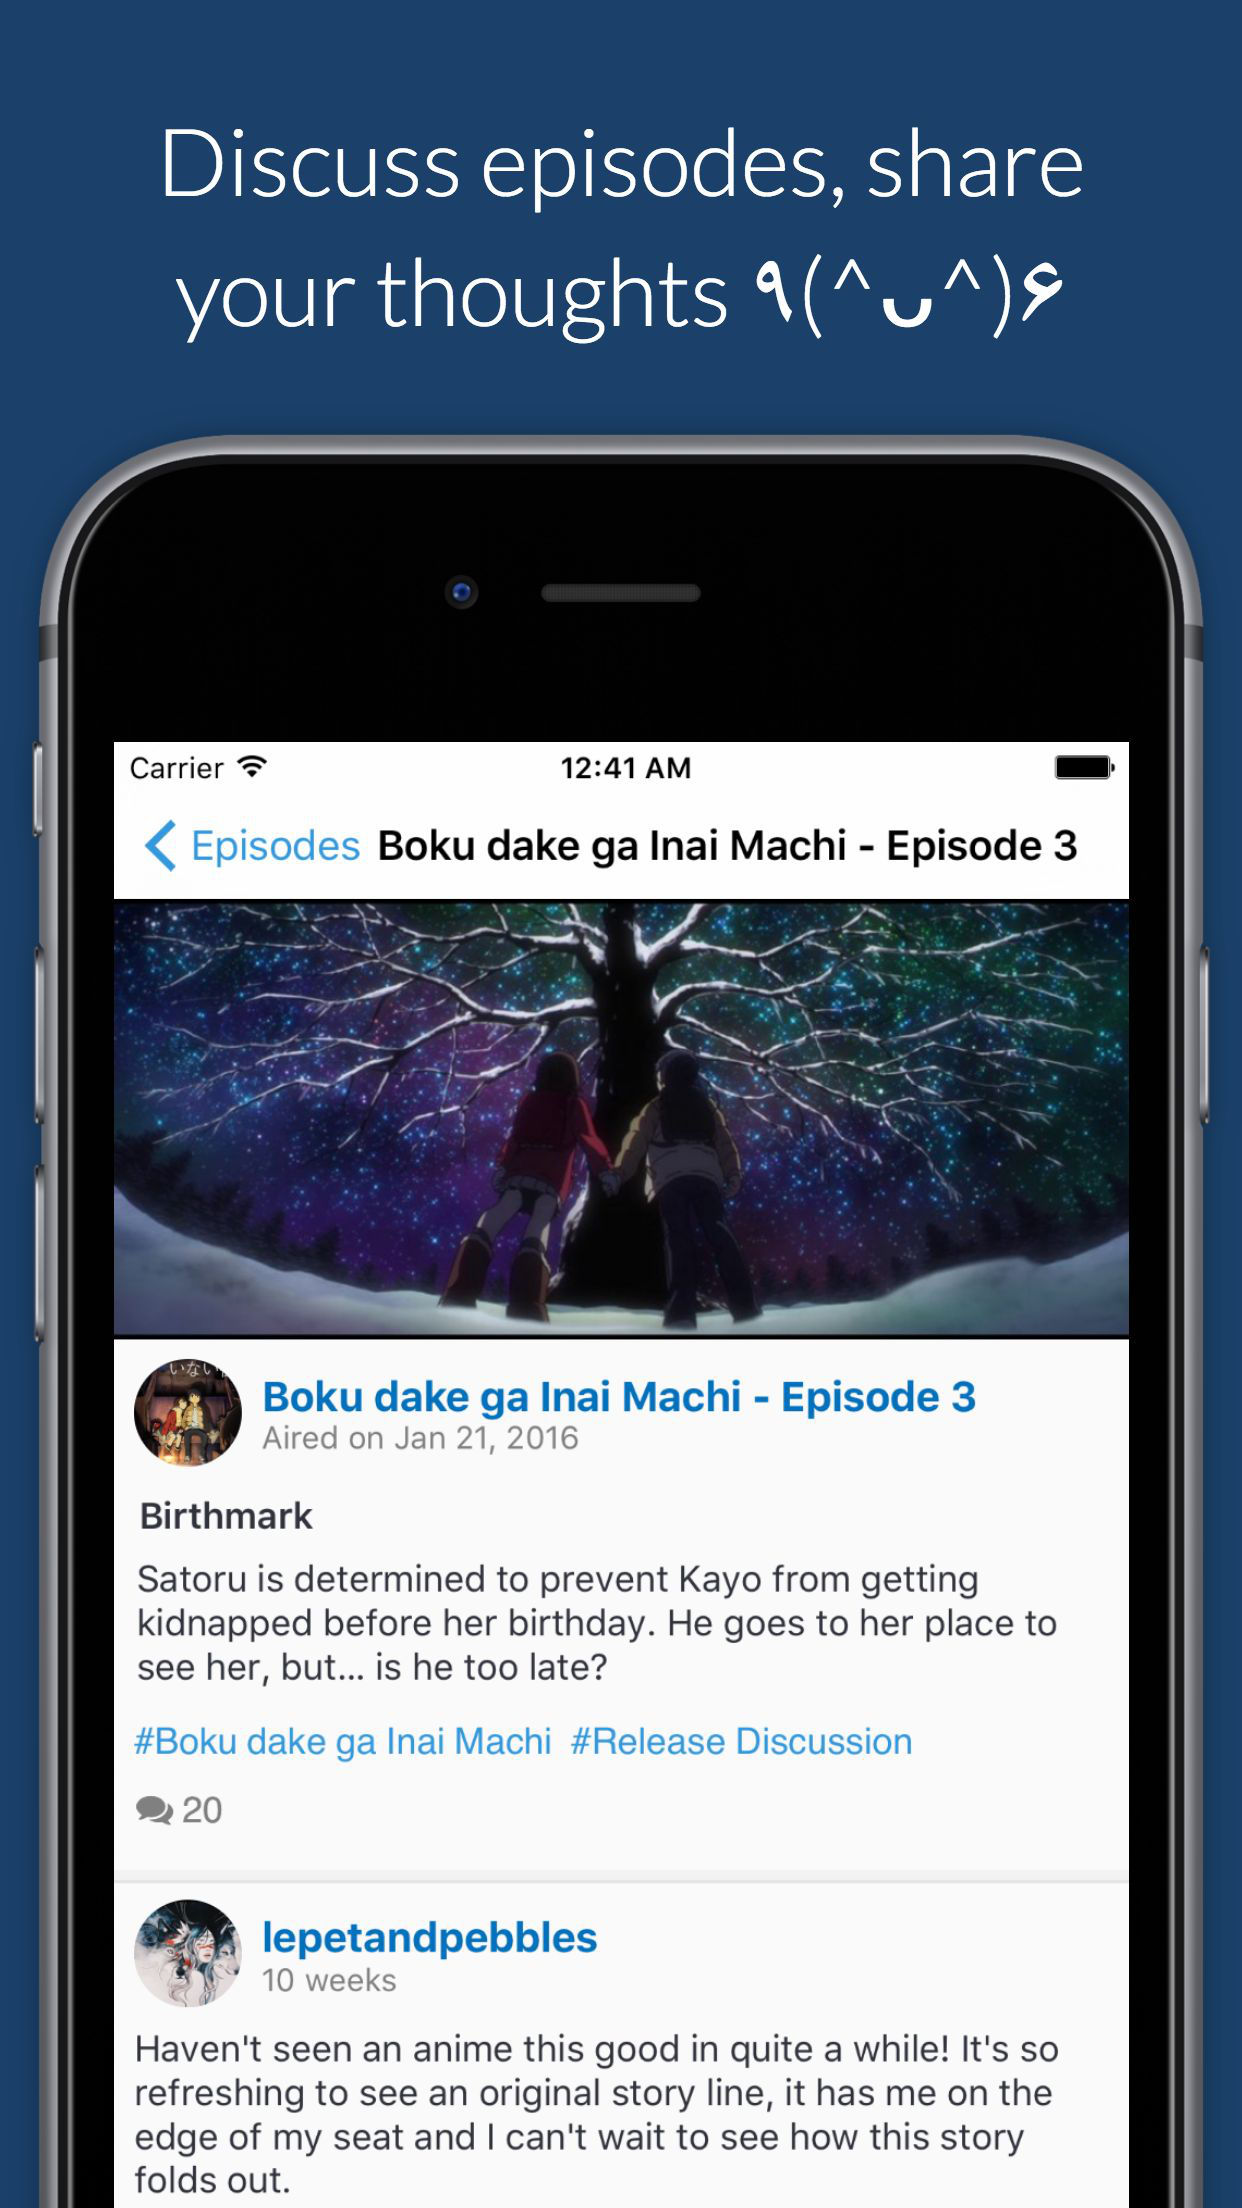 Discuss episodes, share
your thoughts ٩(^ᴗ^)۶
Carrier 12:41 AM
Episodes Boku dake ga Inai Machi - Episode 3
いない
Boku dake ga Inai Machi - Episode 3
Aired on Jan 21, 2016
Birthmark
Satoru is determined to prevent Kayo from getting
kidnapped before her birthday. He goes to her place to
see her, but... is he too late?
#Boku dake ga Inai Machi #Release Discussion
20
lepetandpebbles
10 weeks
Haven't seen an anime this good in quite a while! It's so
refreshing to see an original story line, it has me on the
edge of my seat and I can't wait to see how this story
folds out.